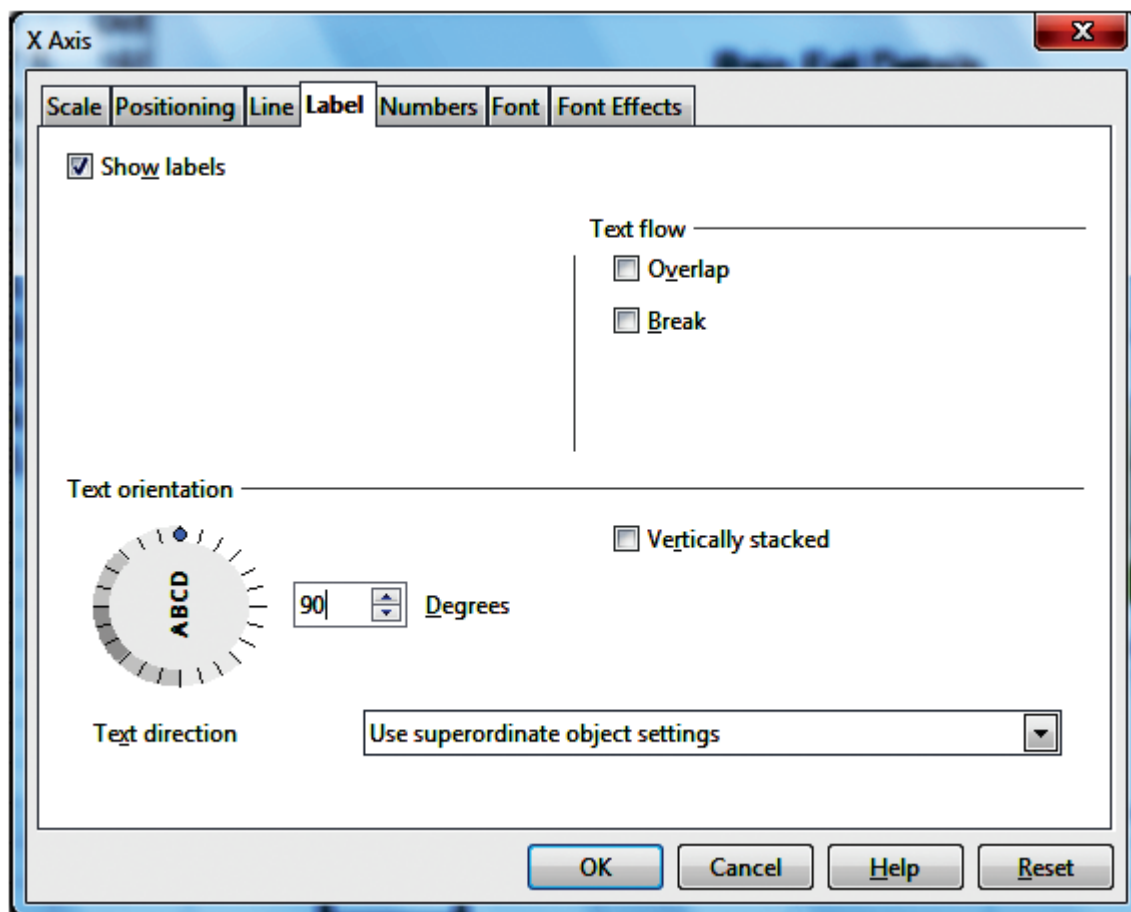 X Axis
Scale Positioning Line Label Numbers Font Font Effects
Show labels
Text flow
Overlap
Break
Text orientation
Vertically stacked
ABCD
90 Degrees
Text direction Use superordinate object settings
OK Cancel Help Reset